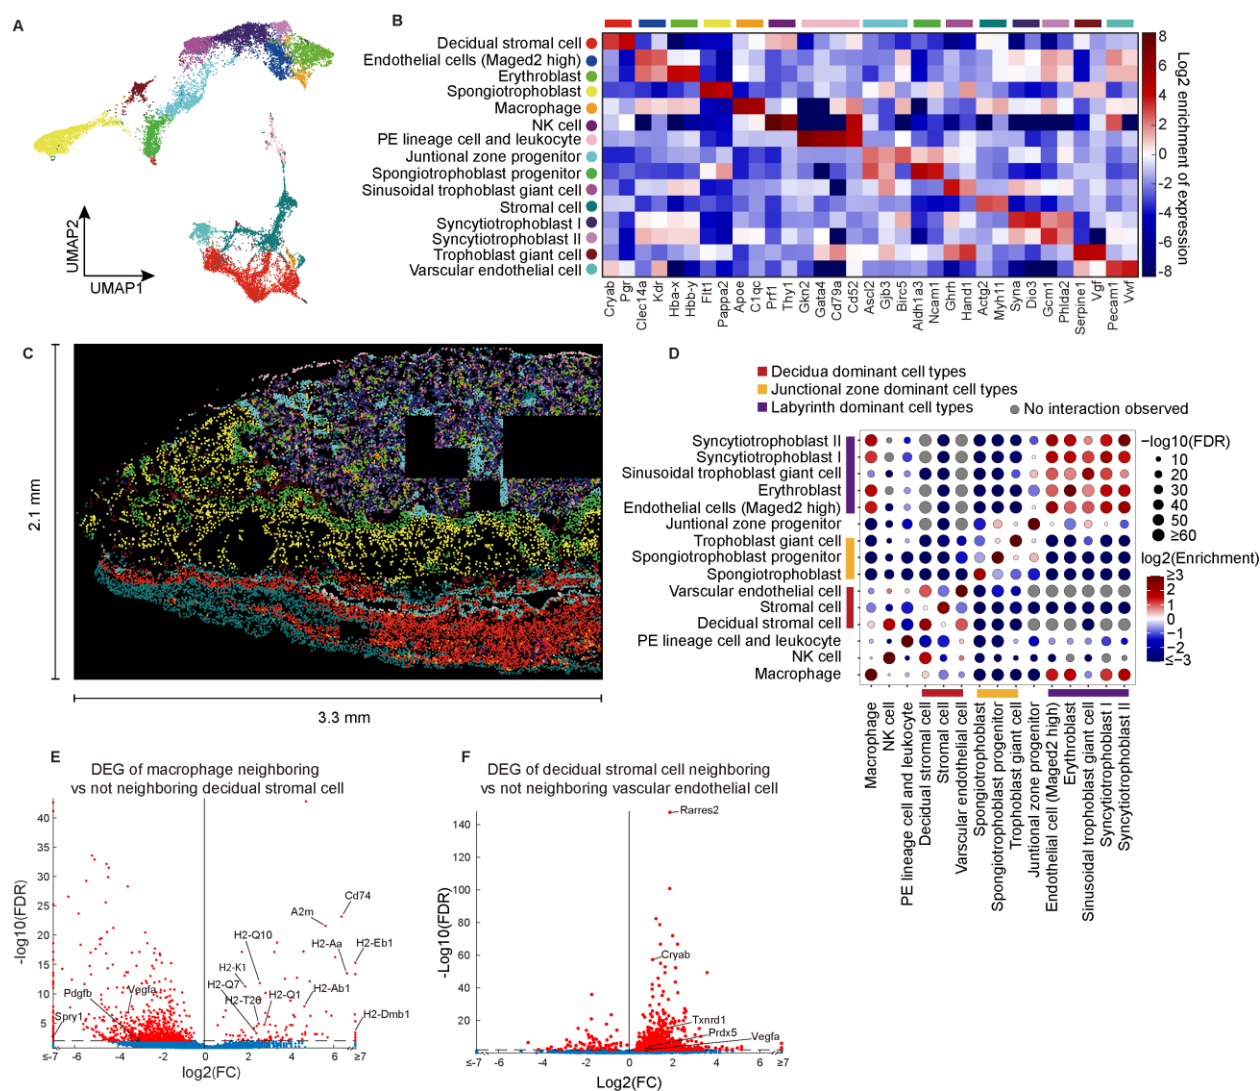 A
UMAP2
UMAP1
B
Decidual stromal cell
Endothelial cells (Maged2 high)
Erythroblast
Spongiotrophoblast
Macrophage
NK cell
PE lineage cell and leukocyte
Juntional zone progenitor
Spongiotrophoblast progenitor
Sinusoidal trophoblast giant cell
Stromal cell
Syncytiotrophoblast I
Syncytiotrophoblast II
Trophoblast giant cell
Varscular endothelial cell
Cryab
Pgr
Clec14a
Kdr
Hba-x
Hbb-y
Flt1
Pappa2
Apoe
C1qc
Prf1
Thy1
Gkn2
Gata4
Cd79a
Cd52
Ascl2
Gjb3
Birc5
Aldh1a3
Ncam1
Ghrh
Hand1
Actg2
Myh11
Syna
Dio3
Gcm1
Phlda2
Serpine1
Vgf
Pecam1
Vwf
8
6
4
2
0
-2
-4
-6
-8
Log2 enrichment of expression
C
2.1 mm
3.3 mm
D
Decidua dominant cell types
Junctional zone dominant cell types
Labyrinth dominant cell types
No interaction observed
Syncytiotrophoblast II
Syncytiotrophoblast I
Sinusoidal trophoblast giant cell
Erythroblast
Endothelial cells (Maged2 high)
Juntional zone progenitor
Trophoblast giant cell
Spongiotrophoblast progenitor
Spongiotrophoblast
Varscular endothelial cell
Stromal cell
Decidual stromal cell
PE lineage cell and leukocyte
NK cell
Macrophage
Macrophage
NK cell
PE lineage cell and leukocyte
Decidual stromal cell
Stromal cell
Varscular endothelial cell
Spongiotrophoblast
Spongiotrophoblast progenitor
Trophoblast giant cell
Juntional zone progenitor
Endothelial cell (Maged2 high)
Erythroblast
Sinusoidal trophoblast giant cell
Syncytiotrophoblast I
Syncytiotrophoblast II
−log10(FDR)
10
20
30
40
50
≥60
log2(Enrichment)
≥3
2
1
0
−1
−2
≤−3
E
DEG of macrophage neighboring
vs not neighboring decidual stromal cell
-log10(FDR)
40
35
30
25
20
15
10
5
Cd74
A2m
H2-Q10
H2-Aa
H2-Eb1
H2-K1
H2-Q7
H2-T26
H2-Q1
H2-Ab1
H2-Dmb1
Pdgfb
Vegfa
Spry1
≤-7
-6
-4
-2
0
2
4
6
≥7
log2(FC)
F
DEG of decidual stromal cell neighboring
vs not neighboring vascular endothelial cell
-Log10(FDR)
140
120
100
80
60
40
20
Rarres2
Cryab
Txnrd1
Prdx5
Vegfa
≤-7
-6
-4
-2
0
2
4
6
≥7
Log2(FC)